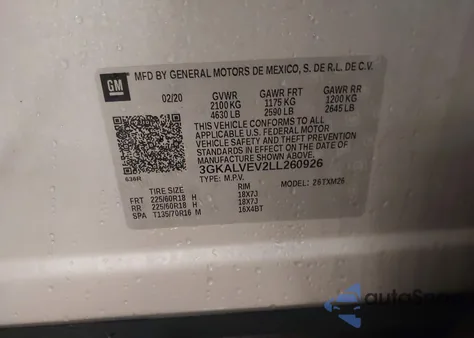 GM
MFD BY GENERAL MOTORS DE MEXICO, S. DE R.L. DE C.V.
02/20 GVWR GAWR FRT GAWR RR
2100 KG 1175 KG 1200 KG
4630 LB 2590 LB 2645 LB
THIS VEHICLE CONFORMS TO ALL
APPLICABLE U.S. FEDERAL MOTOR
VEHICLE SAFETY AND THEFT PREVENTION
STANDARDS IN EFFECT ON THE DATE OF
MANUFACTURE SHOWN ABOVE.
3GKALVEV2LL260926
636R TYPE: M.P.V. MODEL: 26TXM26
TIRE SIZE RIM
FRT 225/60R18 H 18X7J
RR 225/60R18 H 18X7J
SPA T135/70R16 M 16X4BT